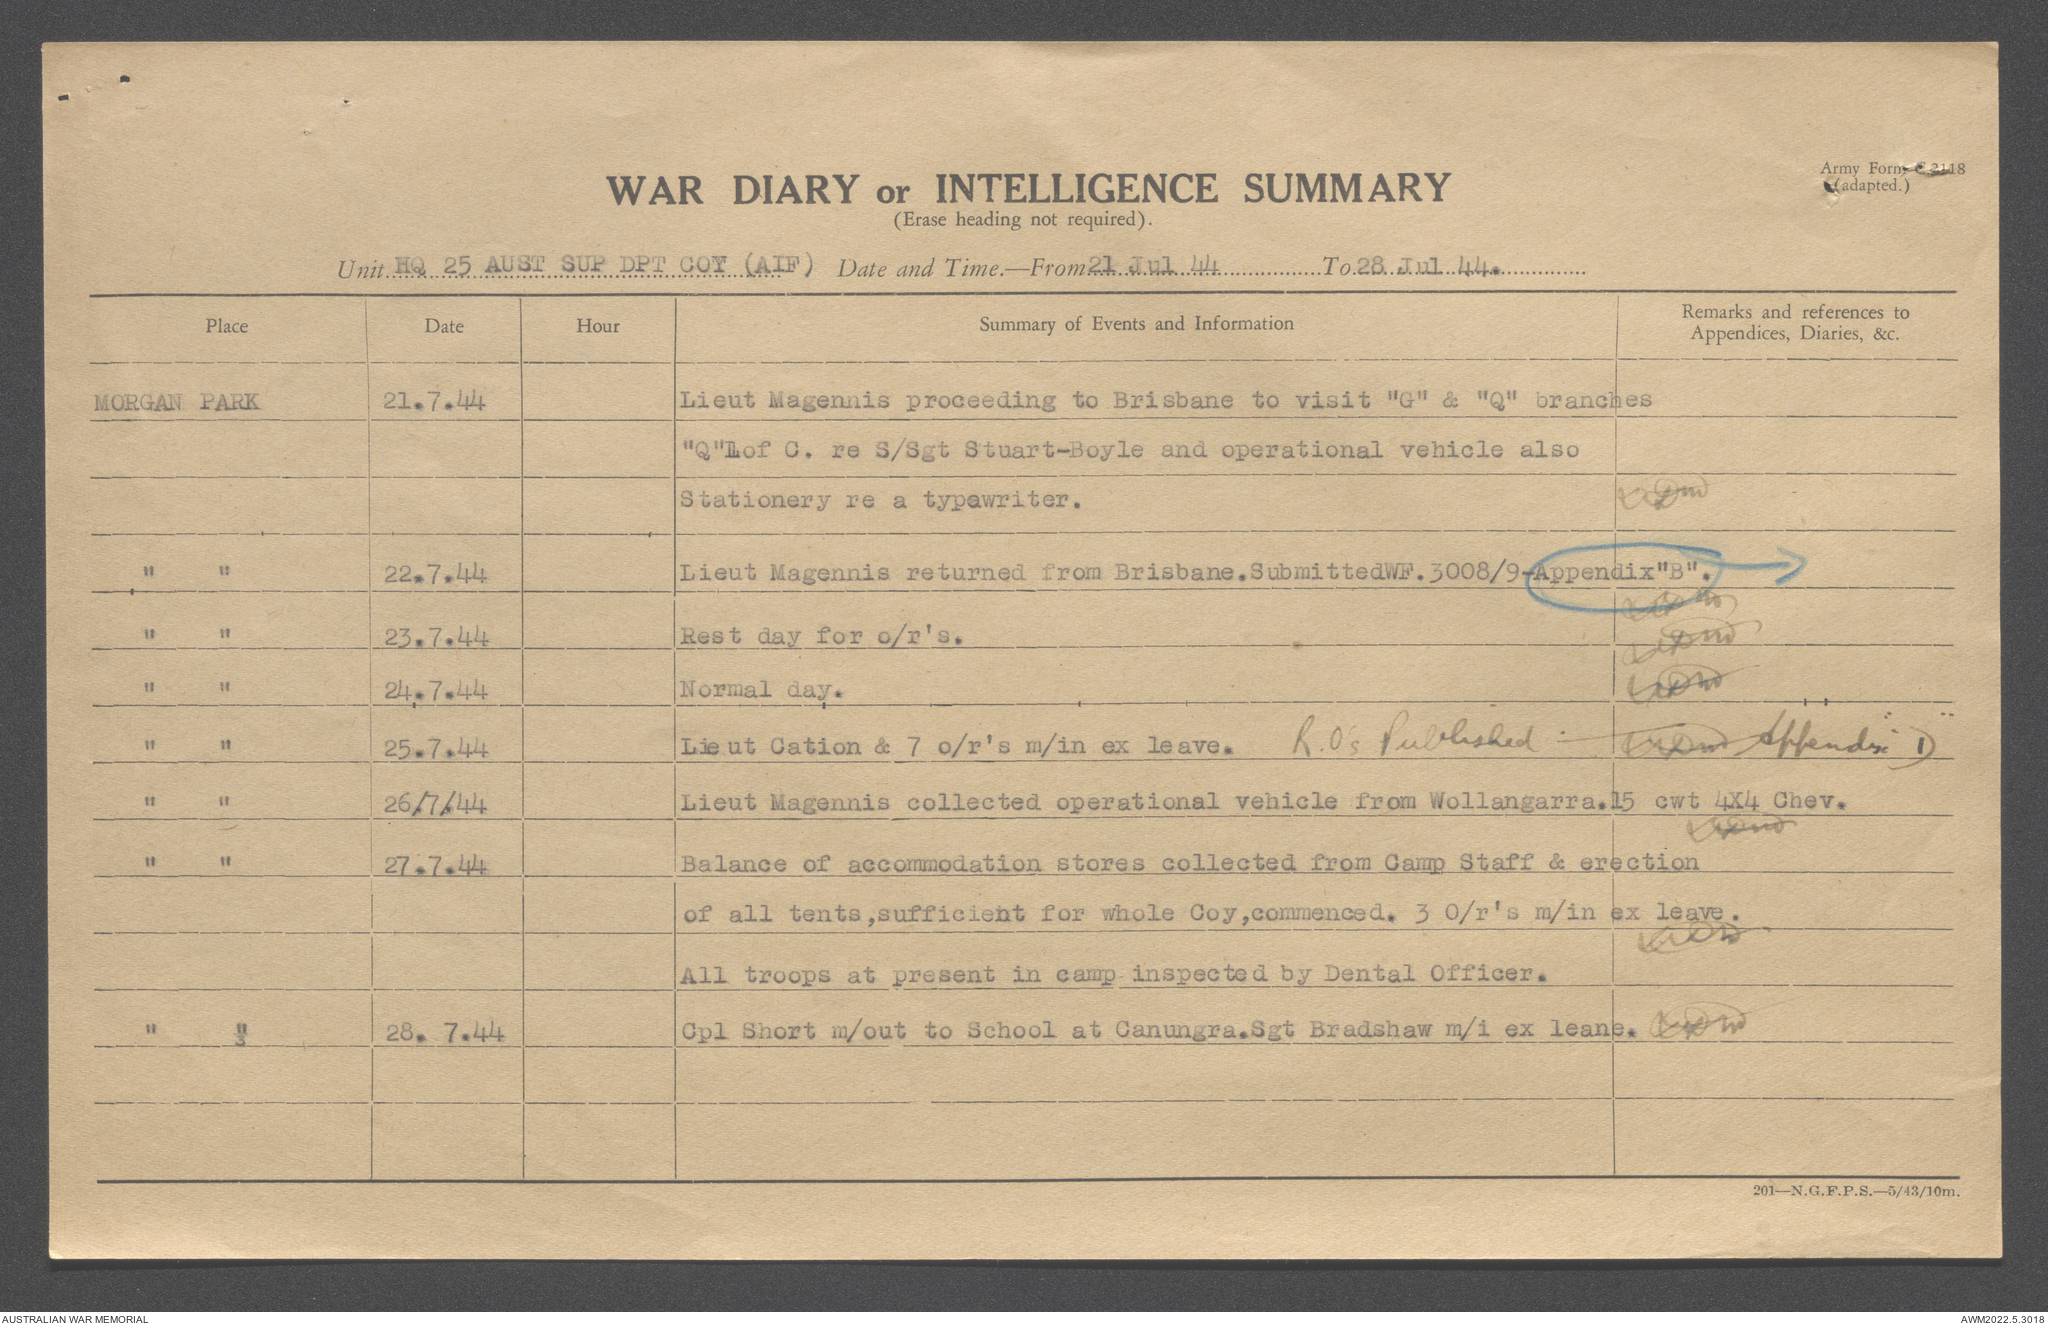 Army Form C 2118
(adapted.)
WAR DIARY or INTELLIGENCE SUMMARY
(Erase heading not required).
Unit HQ 25 AUST SUP DPT COY (AIF) Date and Time.—From 21 Jul 44 To 28 Jul 44.
Place Date Hour Summary of Events and Information Remarks and references to
Appendices, Diaries, &c.
MORGAN PARK 21.7.44 Lieut Magennis proceeding to Brisbane to visit "G" & "Q" branches
"Q"Lof C. re S/Sgt Stuart-Boyle and operational vehicle also
Stationery re a typewriter.
" " 22.7.44 Lieut Magennis returned from Brisbane.SubmittedWF.3008/9-Appendix"B".
" " 23.7.44 Rest day for o/r's.
" " 24.7.44 Normal day.
" " 25.7.44 Lieut Cation & 7 o/r's m/in ex leave. R.O's Published Appendix "D"
" " 26/7/44 Lieut Magennis collected operational vehicle from Wollangarra.15 cwt 4X4 Chev.
" " 27.7.44 Balance of accommodation stores collected from Camp Staff & erection
of all tents,sufficient for whole Coy,commenced. 3 O/r's m/in ex leave.
All troops at present in camp inspected by Dental Officer.
" " 28. 7.44 Cpl Short m/out to School at Canungra.Sgt Bradshaw m/i ex leane.
201—N.G.F.P.S.—5/43/10m.
AUSTRALIAN WAR MEMORIAL AWM2022.5.3018